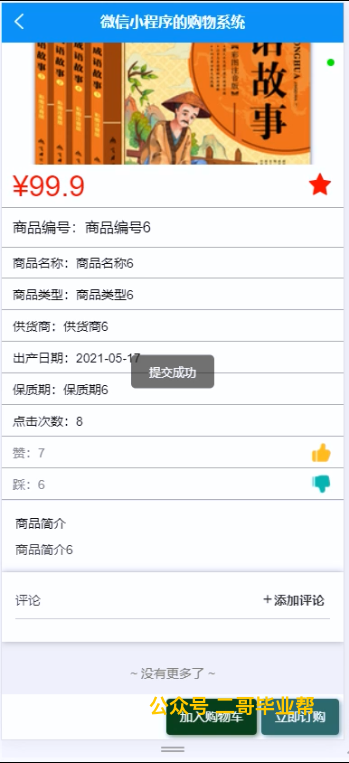 微信小程序的购物系统
成语故事
成语故事
语故事
¥99.9
商品编号：商品编号6
商品名称：商品名称6
商品类型：商品类型6
供货商：供货商6
出产日期：2021-05-17
提交成功
保质期：保质期6
点击次数：8
赞：7
踩：6
商品简介
商品简介6
评论
+添加评论
~ 没有更多了 ~
公众号 二哥毕业帮
加入购物车
立即订购